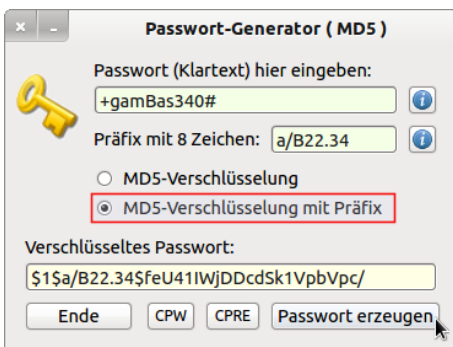 Passwort-Generator ( MD5 )
Passwort (Klartext) hier eingeben:
+gamBas340#
Präfix mit 8 Zeichen: a/B22.34
MD5-Verschlüsselung
MD5-Verschlüsselung mit Präfix
Verschlüsseltes Passwort:
$1$a/B22.34$feU41IWjDDcdSk1VpbVpc/
Ende CPW CPRE Passwort erzeugen